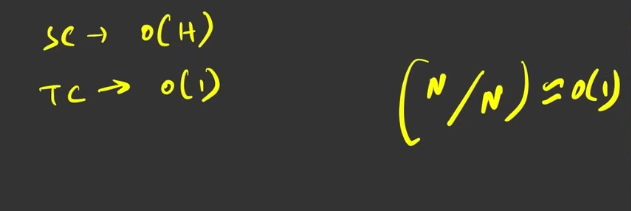 SC → O(H)
TC → O(1)
(N/N) ≈ O(1)